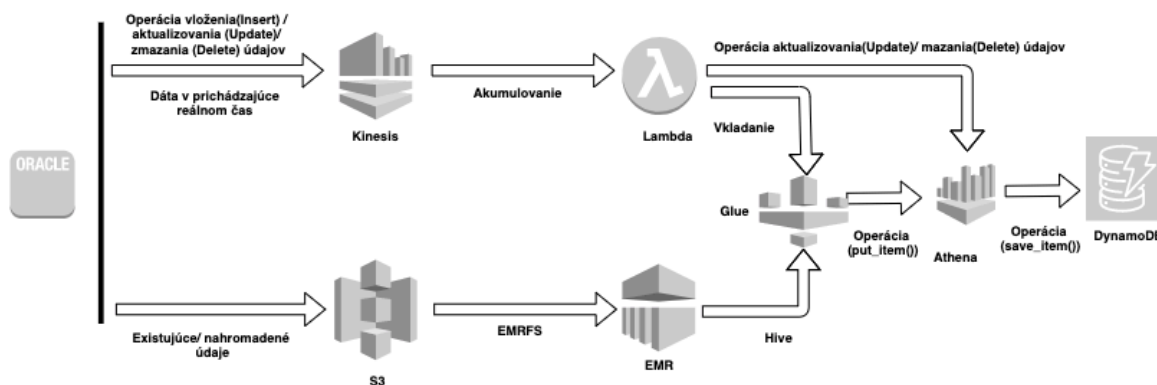 Operácia vloženia(Insert) /
aktualizovania (Update)/
zmazania (Delete) údajov
Dáta v prichádzajúce
reálnom čas
Kinesis
Akumulovanie
Lambda
Operácia aktualizovania(Update)/ mazania(Delete) údajov
Vkladanie
ORACLE
Glue
Operácia
(put_item())
Athena
Operácia
(save_item())
DynamoDB
Existujúce/ nahromadené
údaje
S3
EMRFS
EMR
Hive